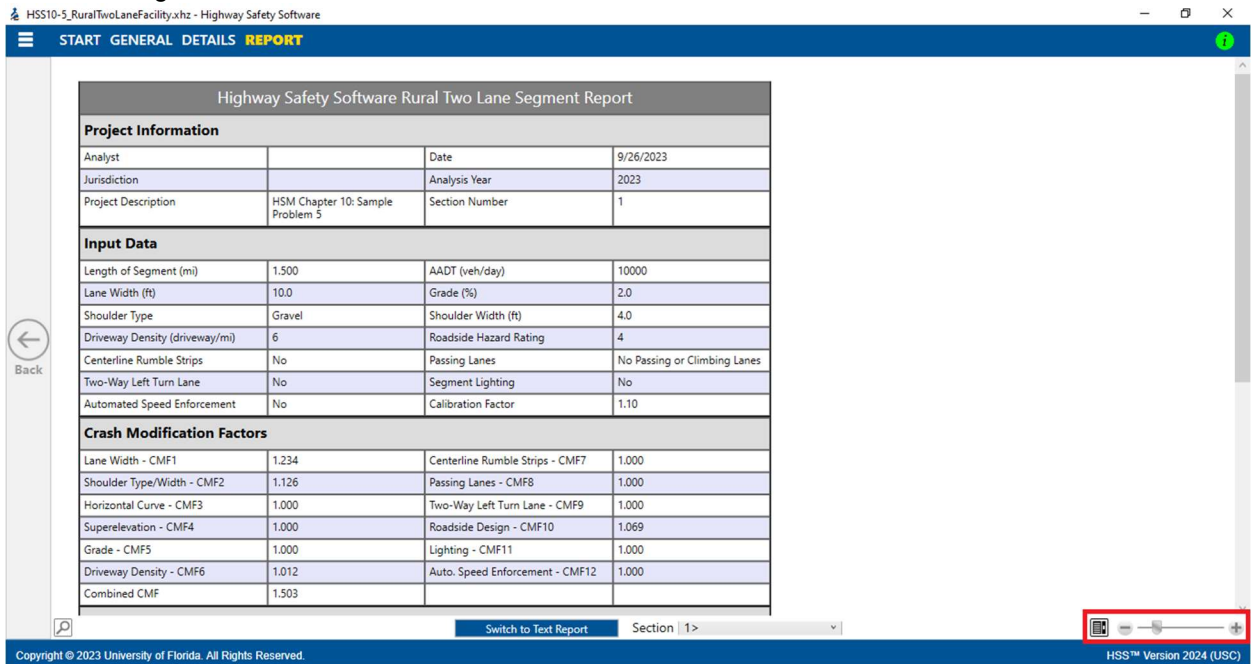 HSS10-5_RuralTwoLaneFacility.xhz - Highway Safety Software
START GENERAL DETAILS REPORT
i
Highway Safety Software Rural Two Lane Segment Report
Project Information
Analyst Date 9/26/2023
Jurisdiction Analysis Year 2023
Project Description HSM Chapter 10: Sample Problem 5 Section Number 1
Input Data
Length of Segment (mi) 1.500 AADT (veh/day) 10000
Lane Width (ft) 10.0 Grade (%) 2.0
Shoulder Type Gravel Shoulder Width (ft) 4.0
Driveway Density (driveway/mi) 6 Roadside Hazard Rating 4
Centerline Rumble Strips No Passing Lanes No Passing or Climbing Lanes
Back
Two-Way Left Turn Lane No Segment Lighting No
Automated Speed Enforcement No Calibration Factor 1.10
Crash Modification Factors
Lane Width - CMF1 1.234 Centerline Rumble Strips - CMF7 1.000
Shoulder Type/Width - CMF2 1.126 Passing Lanes - CMF8 1.000
Horizontal Curve - CMF3 1.000 Two-Way Left Turn Lane - CMF9 1.000
Superelevation - CMF4 1.000 Roadside Design - CMF10 1.069
Grade - CMF5 1.000 Lighting - CMF11 1.000
Driveway Density - CMF6 1.012 Auto. Speed Enforcement - CMF12 1.000
Combined CMF 1.503
Switch to Text Report Section 1>
Copyright © 2023 University of Florida. All Rights Reserved. HSS™ Version 2024 (USC)